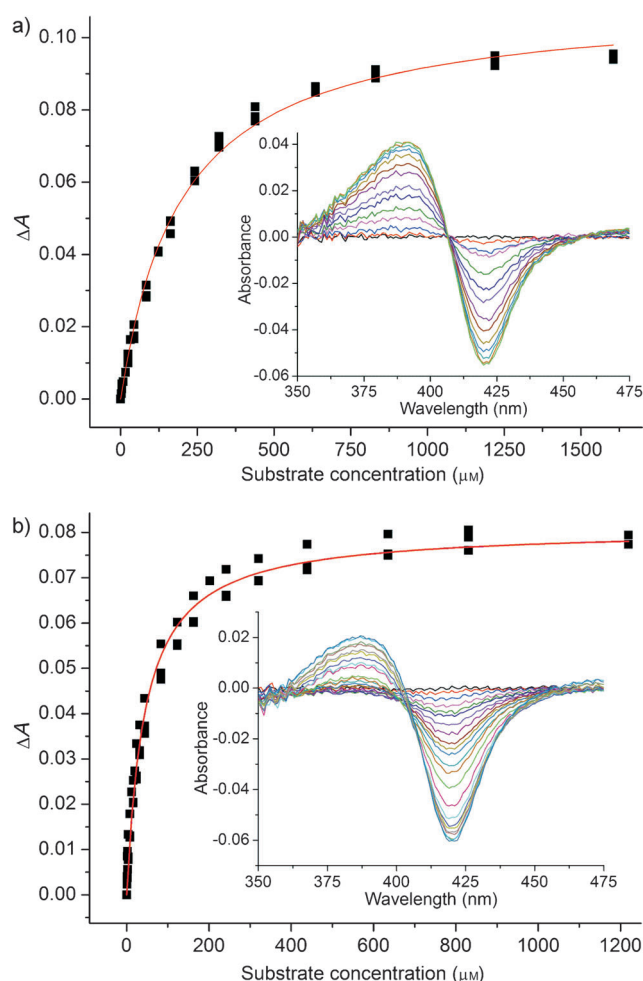 a)
0.10
0.08
0.06
0.04
0.02
0.00
ΔA
0 250 500 750 1000 1250 1500
Substrate concentration (μM)
0.04
0.02
0.00
-0.02
-0.04
-0.06
Absorbance
350 375 400 425 450 475
Wavelength (nm)
b)
0.08
0.07
0.06
0.05
0.04
0.03
0.02
0.01
0.00
ΔA
0 200 400 600 800 1000 1200
Substrate concentration (μM)
0.02
0.00
-0.02
-0.04
-0.06
Absorbance
350 375 400 425 450 475
Wavelength (nm)